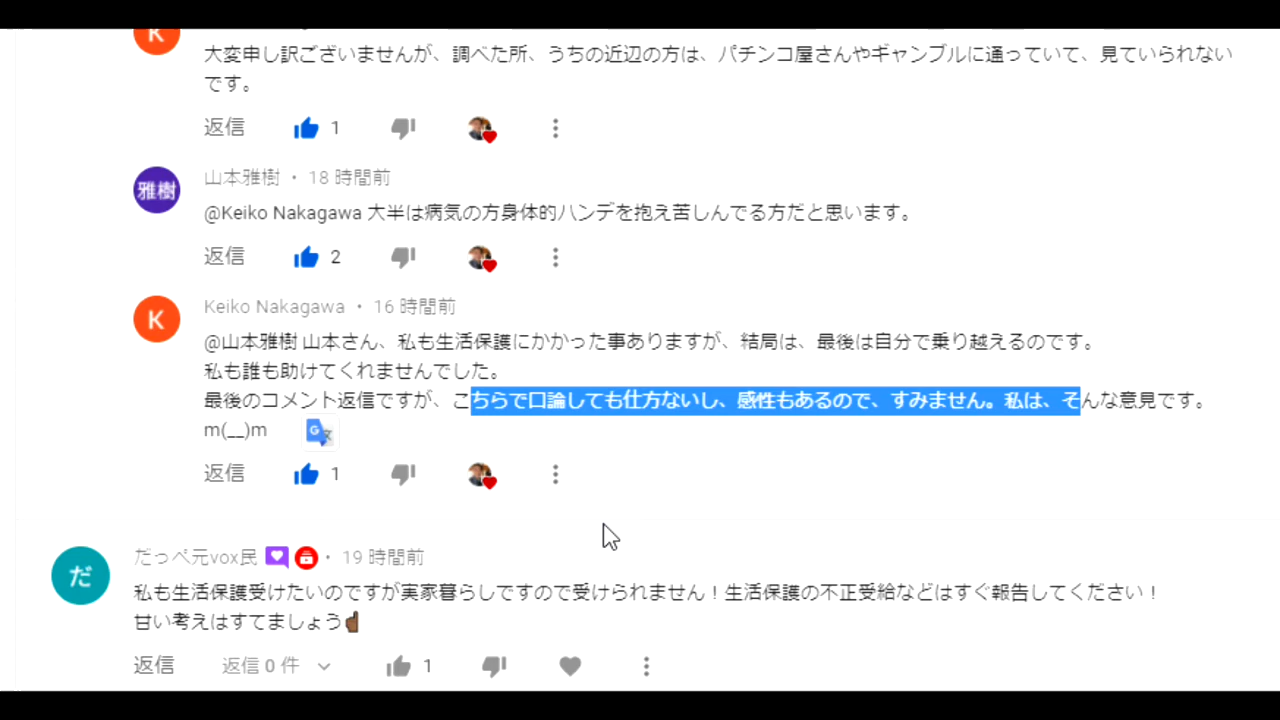 K
大変申し訳ございませんが、調べた所、うちの近辺の方は、パチンコ屋さんやギャンブルに通っていて、見ていられない
です。
返信 1
雅樹 山本雅樹 • 18 時間前
@Keiko Nakagawa 大半は病気の方身体的ハンデを抱え苦しんでる方だと思います。
返信 2
K Keiko Nakagawa • 16 時間前
@山本雅樹 山本さん、私も生活保護にかかった事ありますが、結局は、最後は自分で乗り越えるのです。
私も誰も助けてくれませんでした。
最後のコメント返信ですが、こちらで口論しても仕方ないし、感性もあるので、すみません。私は、そんな意見です。
m(__)m G
返信 1
だ だっぺ元vox民 • 19 時間前
私も生活保護受けたいのですが実家暮らしですので受けられません！生活保護の不正受給などはすぐ報告してください！
甘い考えはすてましょう☝🏾
返信 返信 0 件 1